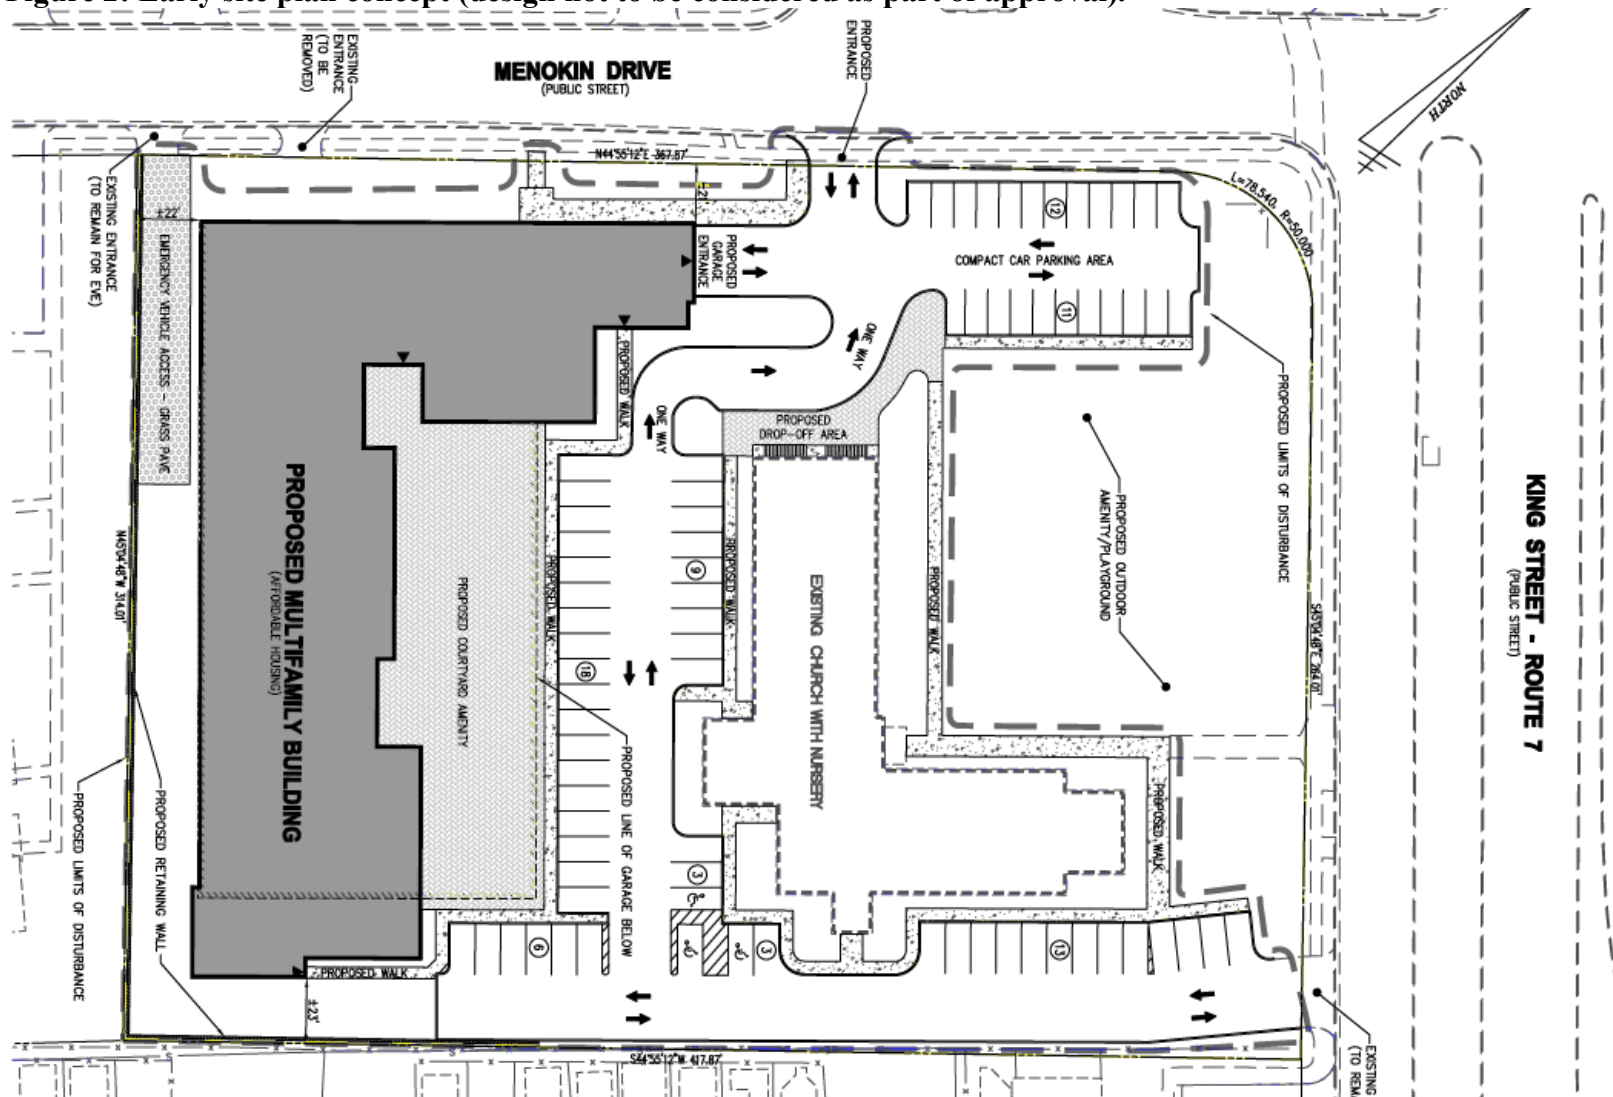 Figure 2: Early site plan concept (design not to be considered as part of approval).
MENOKIN DRIVE
(PUBLIC STREET)
EXISTING
ENTRANCE
(TO BE
REMOVED)
PROPOSED
ENTRANCE
NORTH
N44'55'12"E 367.87'
L=78.540, R=50.000
EXISTING ENTRANCE
(TO REMAIN FOR EVE)
±22'
EMERGENCY VEHICLE ACCESS - GRASS PAVE
PROPOSED
GARAGE
ENTRANCE
12
COMPACT CAR PARKING AREA
11
ONE WAY
PROPOSED WALK
ONE WAY
PROPOSED
DROP-OFF AREA
PROPOSED LIMITS OF DISTURBANCE
PROPOSED OUTDOOR
AMENITY/PLAYGROUND
KING STREET - ROUTE 7
(PUBLIC STREET)
PROPOSED MULTIFAMILY BUILDING
(AFFORDABLE HOUSING)
PROPOSED COURTYARD AMENITY
PROPOSED WALK
9
PROPOSED WALK
EXISTING CHURCH WITH NURSERY
PROPOSED WALK
18
N45'04'48"W 314.01'
S45'04'48"E 264.01'
PROPOSED LINE OF GARAGE BELOW
PROPOSED WALK
PROPOSED LIMITS OF DISTURBANCE
PROPOSED RETAINING WALL
3
6
3
13
PROPOSED WALK
±23'
S44'55'12"W 417.87'
EXISTING
(TO REMA